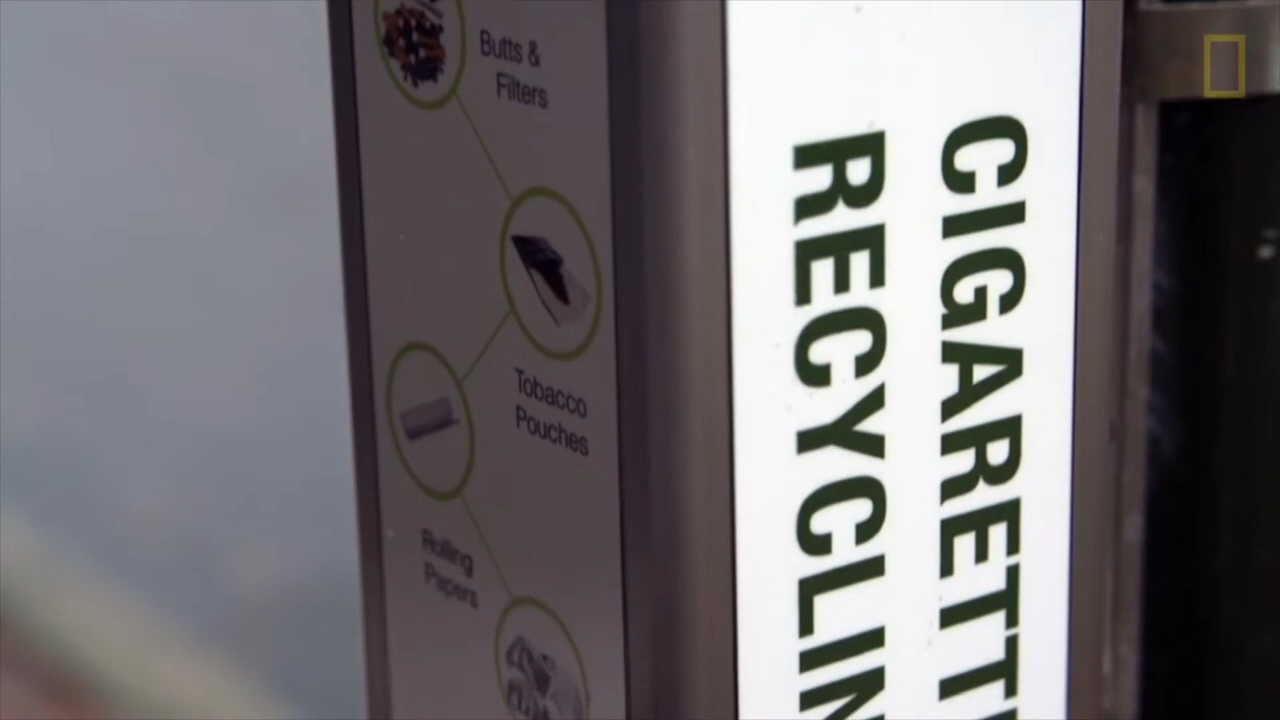 Butts &
Filters
Tobacco
Pouches
Rolling
Papers
CIGARETT
RECYCLIN